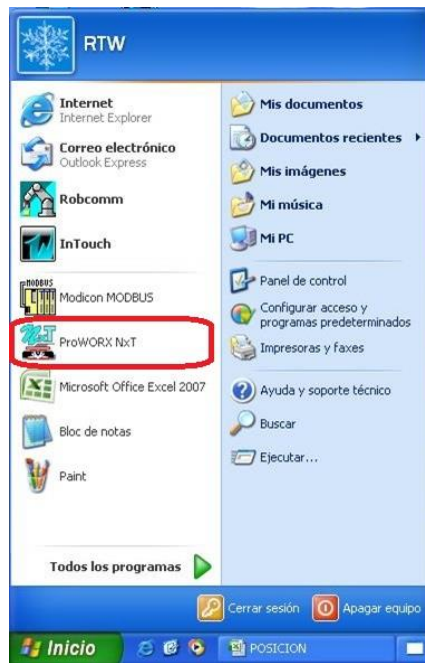 RTW
Internet
Internet Explorer
Correo electrónico
Outlook Express
Robcomm
InTouch
MODBUS
Modicon MODBUS
NxT
ProWORX NxT
Microsoft Office Excel 2007
Bloc de notas
Paint
Todos los programas
Mis documentos
Documentos recientes
Mis imágenes
Mi música
Mi PC
Panel de control
Configurar acceso y
programas predeterminados
Impresoras y faxes
Ayuda y soporte técnico
Buscar
Ejecutar...
Cerrar sesión
Apagar equipo
Inicio
POSICION